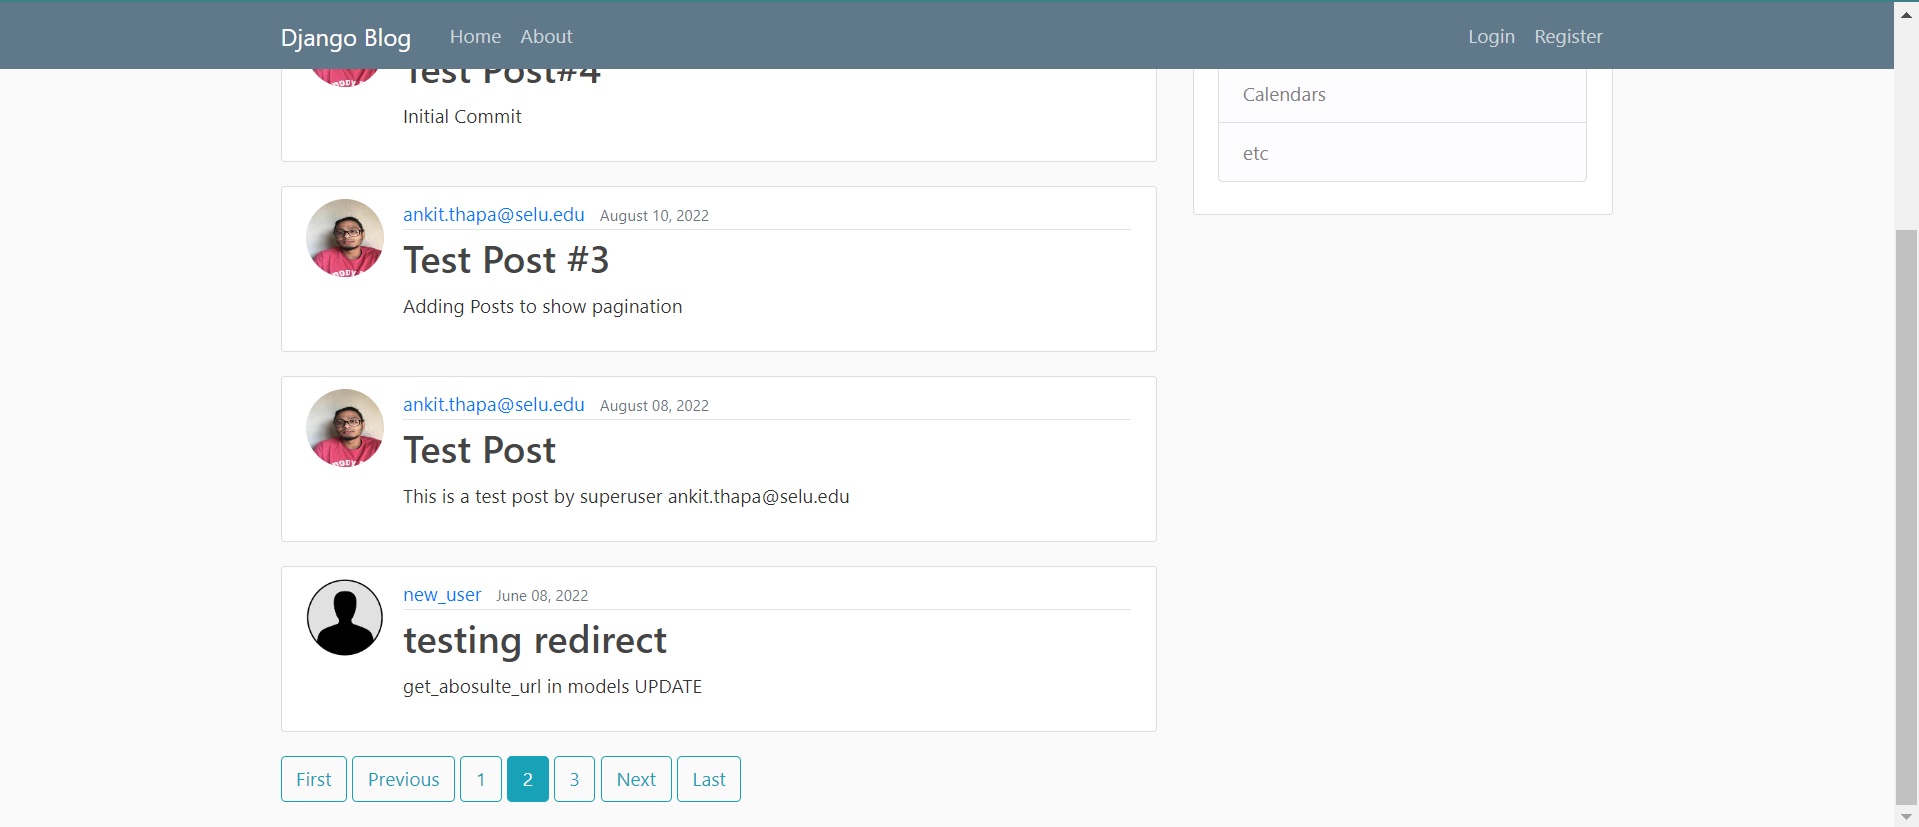 Django Blog Home About Login Register
Test Post#4
Initial Commit
Calendars
etc
ankit.thapa@selu.edu August 10, 2022
Test Post #3
Adding Posts to show pagination
ankit.thapa@selu.edu August 08, 2022
Test Post
This is a test post by superuser ankit.thapa@selu.edu
new_user June 08, 2022
testing redirect
get_abosulte_url in models UPDATE
First Previous 1 2 3 Next Last